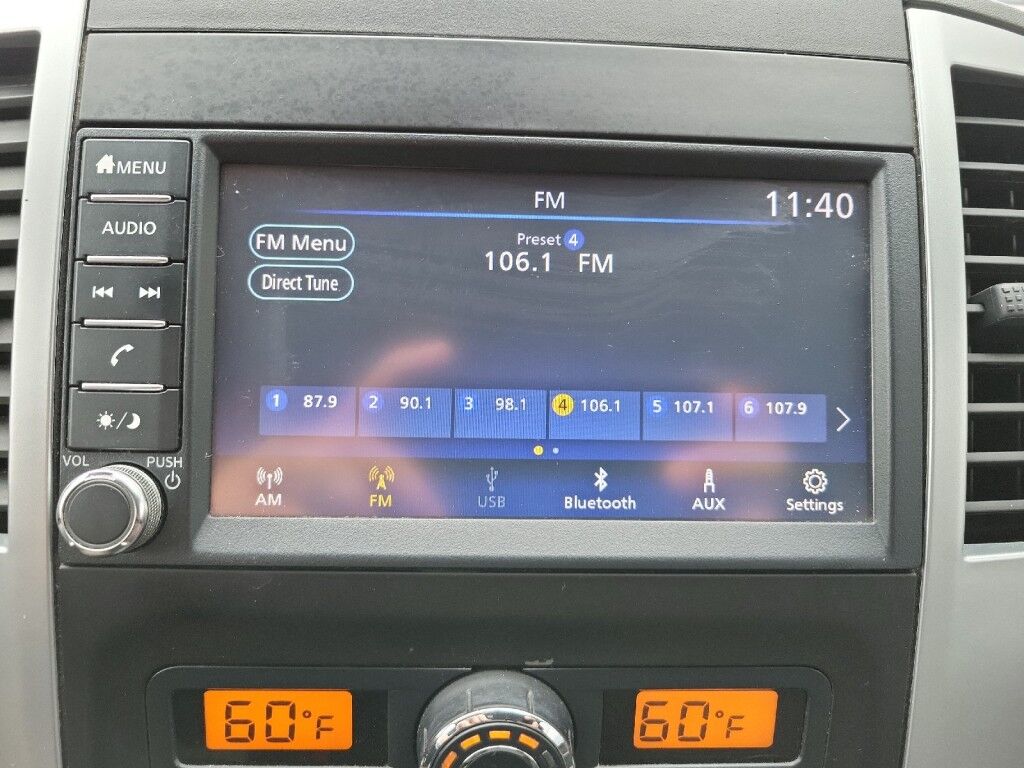 MENU
AUDIO
VOL
PUSH
FM
11:40
FM Menu
Preset 4
106.1 FM
Direct Tune
1 87.9
2 90.1
3 98.1
4 106.1
5 107.1
6 107.9
AM
FM
USB
Bluetooth
AUX
Settings
60°F
60°F